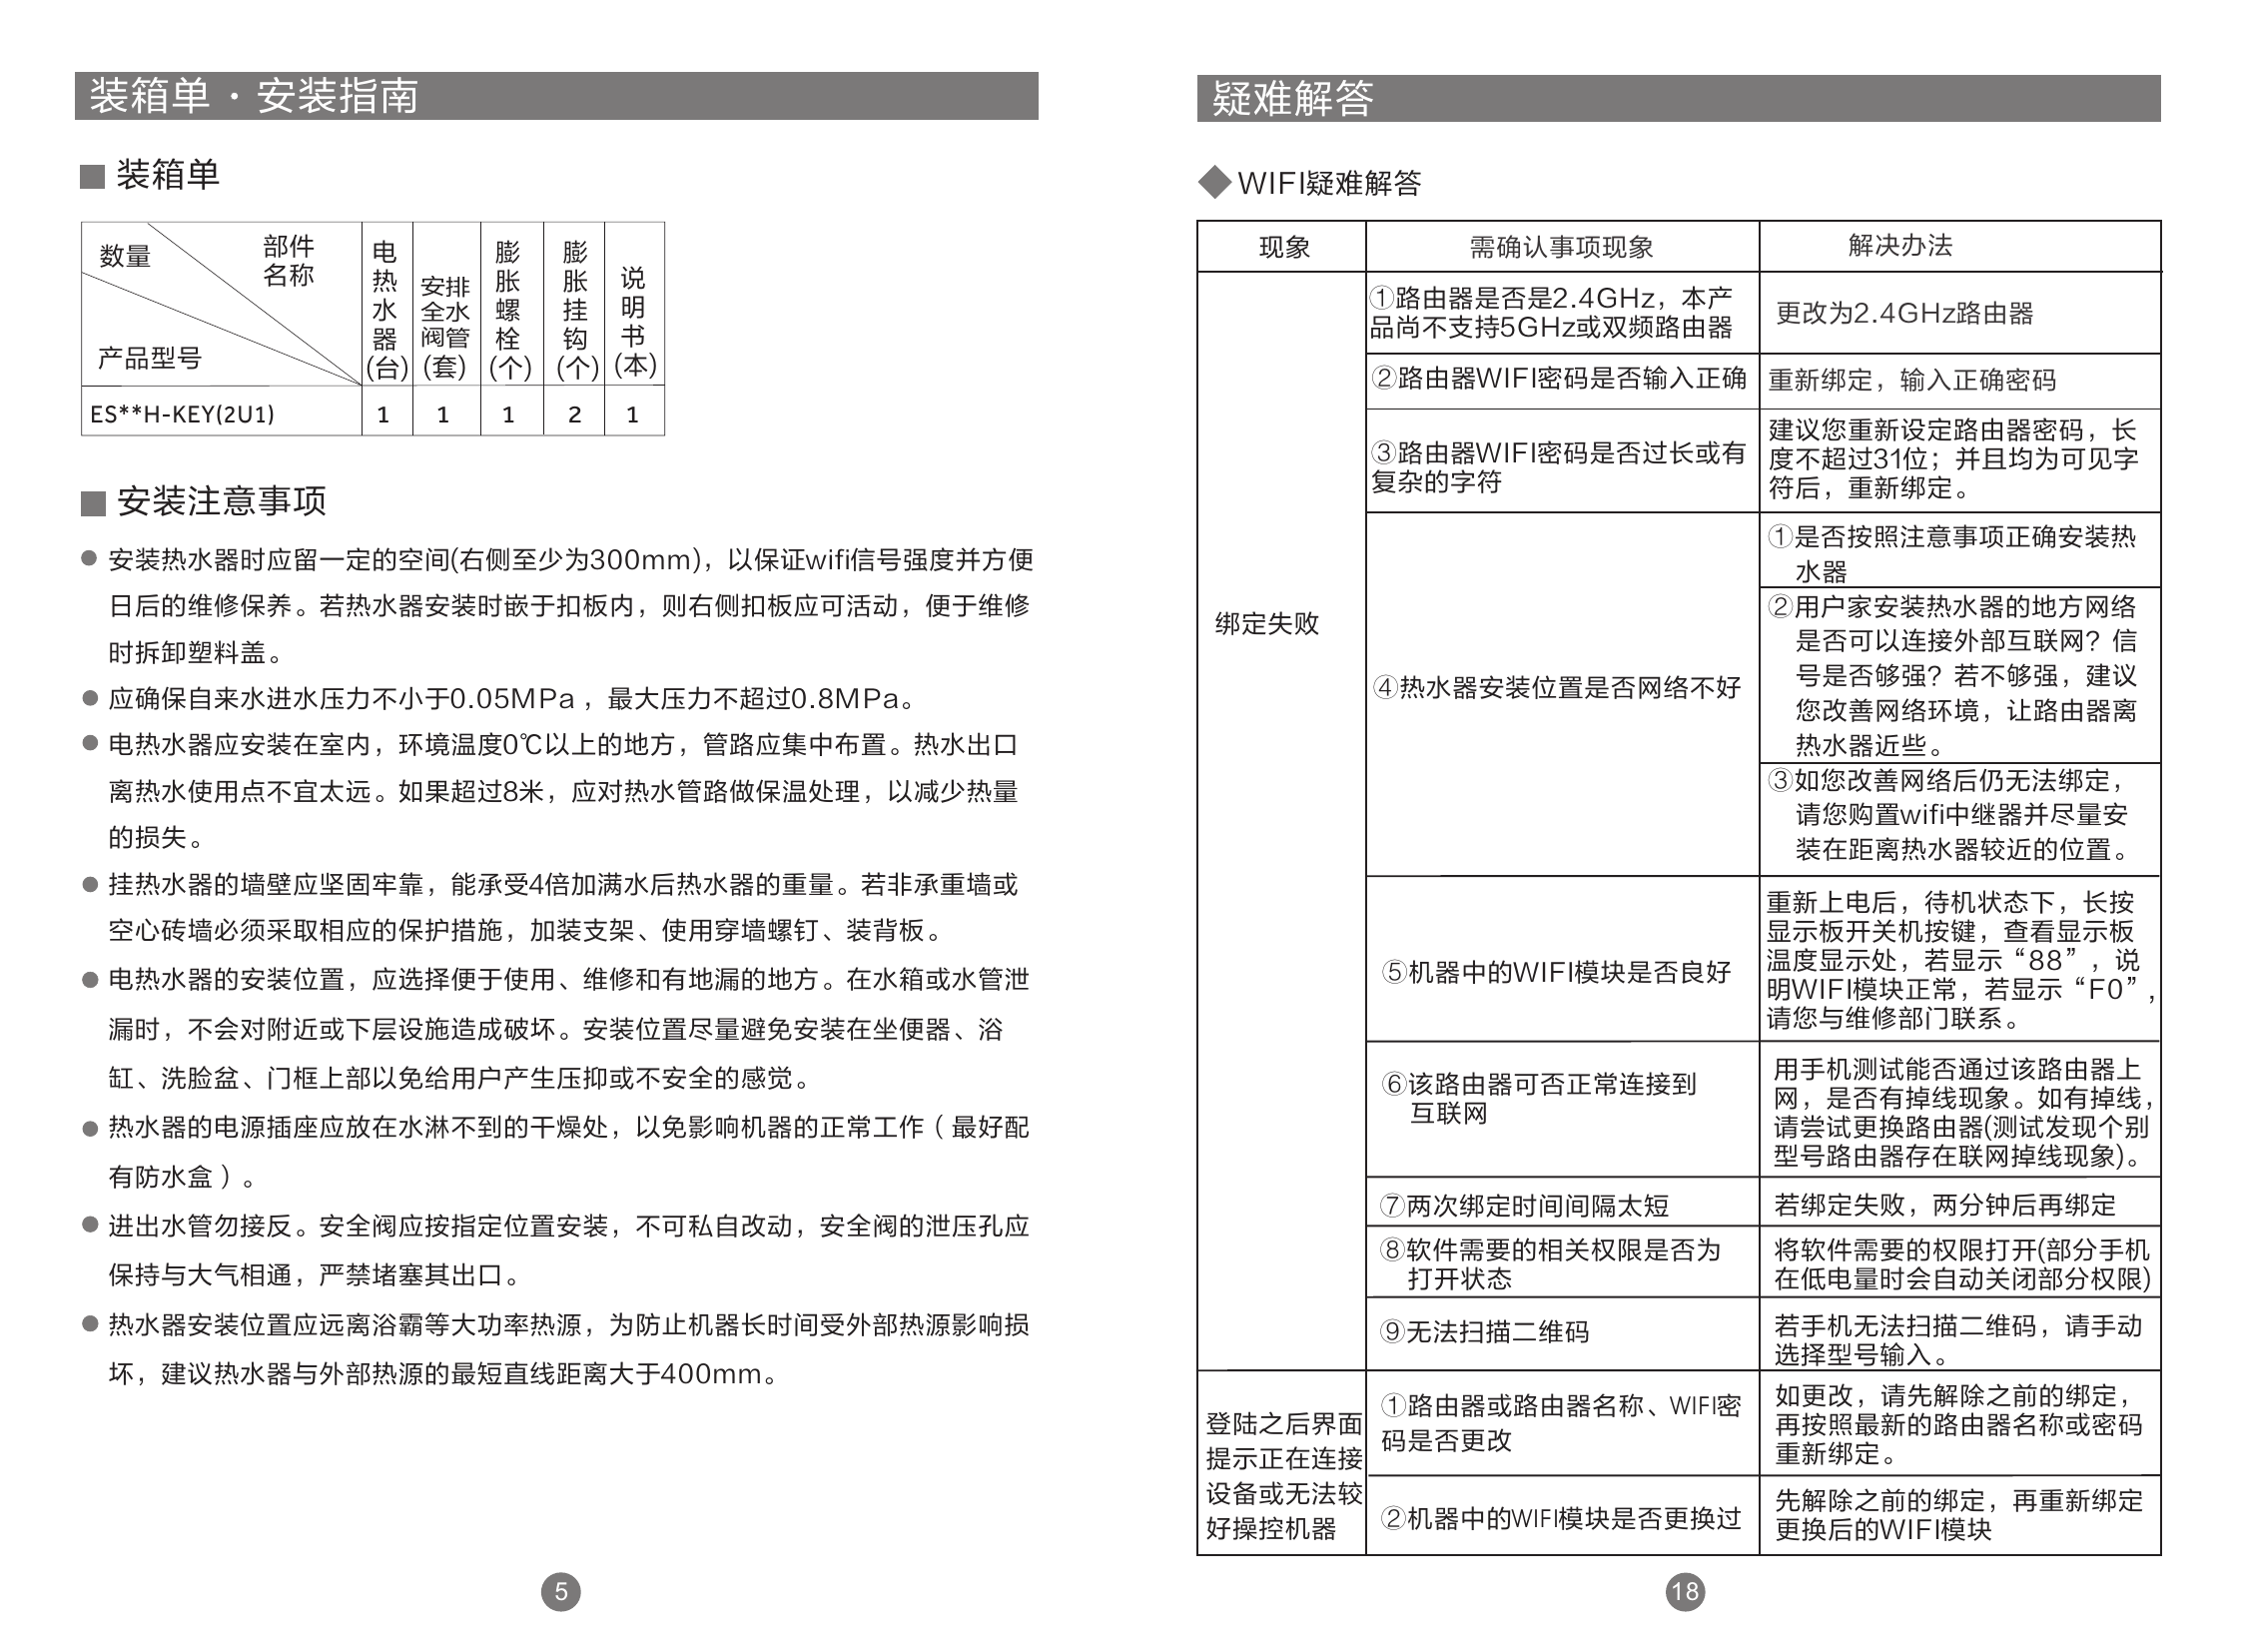 装箱单·安装指南
装箱单
数量
部件
名称
产品型号
电热水器(台)
安全阀(套)
排水管
膨胀螺栓(个)
膨胀挂钩(个)
说明书(本)
ES**H-KEY(2U1) 1 1 1 2 1
安装注意事项
安装热水器时应留一定的空间(右侧至少为300mm)，以保证wifi信号强度并方便
日后的维修保养。若热水器安装时嵌于扣板内，则右侧扣板应可活动，便于维修
时拆卸塑料盖。
应确保自来水进水压力不小于0.05MPa，最大压力不超过0.8MPa。
电热水器应安装在室内，环境温度0℃以上的地方，管路应集中布置。热水出口
离热水使用点不宜太远。如果超过8米，应对热水管路做保温处理，以减少热量
的损失。
挂热水器的墙壁应坚固牢靠，能承受4倍加满水后热水器的重量。若非承重墙或
空心砖墙必须采取相应的保护措施，加装支架、使用穿墙螺钉、装背板。
电热水器的安装位置，应选择便于使用、维修和有地漏的地方。在水箱或水管泄
漏时，不会对附近或下层设施造成破坏。安装位置尽量避免安装在坐便器、浴
缸、洗脸盆、门框上部以免给用户产生压抑或不安全的感觉。
热水器的电源插座应放在水淋不到的干燥处，以免影响机器的正常工作（最好配
有防水盒）。
进出水管勿接反。安全阀应按指定位置安装，不可私自改动，安全阀的泄压孔应
保持与大气相通，严禁堵塞其出口。
热水器安装位置应远离浴霸等大功率热源，为防止机器长时间受外部热源影响损
坏，建议热水器与外部热源的最短直线距离大于400mm。
5
疑难解答
WIFI疑难解答
现象 需确认事项现象 解决办法
绑定失败
①路由器是否是2.4GHz，本产
品尚不支持5GHz或双频路由器
更改为2.4GHz路由器
②路由器WIFI密码是否输入正确
重新绑定，输入正确密码
③路由器WIFI密码是否过长或有
复杂的字符
建议您重新设定路由器密码，长
度不超过31位；并且均为可见字
符后，重新绑定。
④热水器安装位置是否网络不好
①是否按照注意事项正确安装热
水器
②用户家安装热水器的地方网络
是否可以连接外部互联网？信
号是否够强？若不够强，建议
您改善网络环境，让路由器离
热水器近些。
③如您改善网络后仍无法绑定，
请您购置wifi中继器并尽量安
装在距离热水器较近的位置。
⑤机器中的WIFI模块是否良好
重新上电后，待机状态下，长按
显示板开关机按键，查看显示板
温度显示处，若显示“88”，说
明WIFI模块正常，若显示“F0”，
请您与维修部门联系。
⑥该路由器可否正常连接到
互联网
用手机测试能否通过该路由器上
网，是否有掉线现象。如有掉线，
请尝试更换路由器(测试发现个别
型号路由器存在联网掉线现象)。
⑦两次绑定时间间隔太短
若绑定失败，两分钟后再绑定
⑧软件需要的相关权限是否为
打开状态
将软件需要的权限打开(部分手机
在低电量时会自动关闭部分权限)
⑨无法扫描二维码
若手机无法扫描二维码，请手动
选择型号输入。
登陆之后界面
提示正在连接
设备或无法较
好操控机器
①路由器或路由器名称、WIFI密
码是否更改
如更改，请先解除之前的绑定，
再按照最新的路由器名称或密码
重新绑定。
②机器中的WIFI模块是否更换过
先解除之前的绑定，再重新绑定
更换后的WIFI模块
18